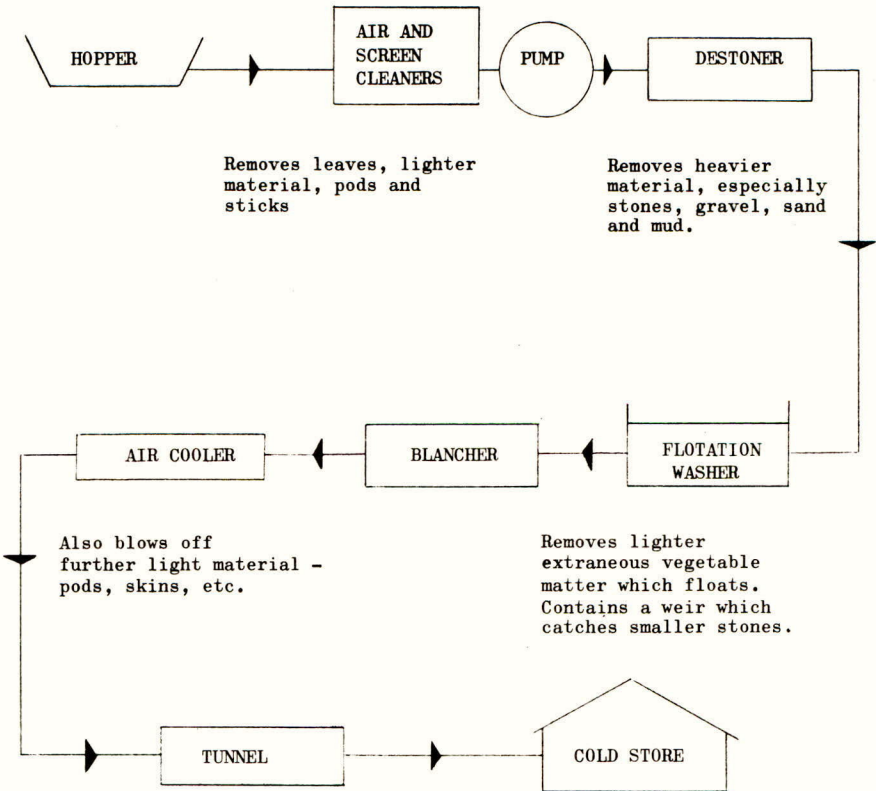 HOPPER
AIR AND
SCREEN
CLEANERS
PUMP
DESTONER
Removes leaves, lighter
material, pods and
sticks
Removes heavier
material, especially
stones, gravel, sand
and mud.
FLOTATION
WASHER
BLANCHER
AIR COOLER
Removes lighter
extraneous vegetable
matter which floats.
Contains a weir which
catches smaller stones.
Also blows off
further light material -
pods, skins, etc.
TUNNEL
COLD STORE